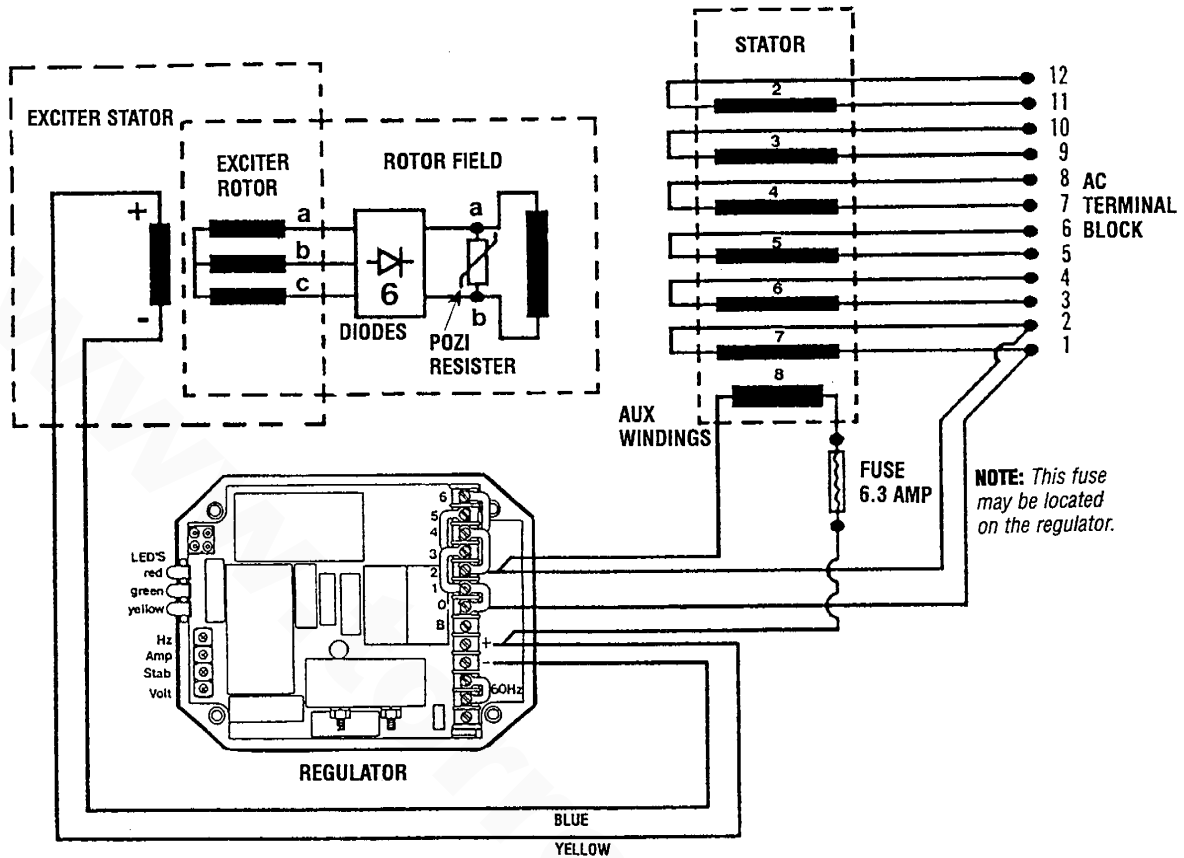 STATOR
EXCITER STATOR
EXCITER
ROTOR
ROTOR FIELD
+
-
a
b
c
6
DIODES
a
b
POZI
RESISTER
2
3
4
5
6
7
8
12
11
10
9
8
7
6
5
4
3
2
1
AC
TERMINAL
BLOCK
AUX
WINDINGS
FUSE
6.3 AMP
NOTE: This fuse
may be located
on the regulator.
LED'S
red
green
yellow
Hz
Amp
Stab
Volt
6
5
4
3
2
1
0
B
+
-
60Hz
REGULATOR
BLUE
YELLOW